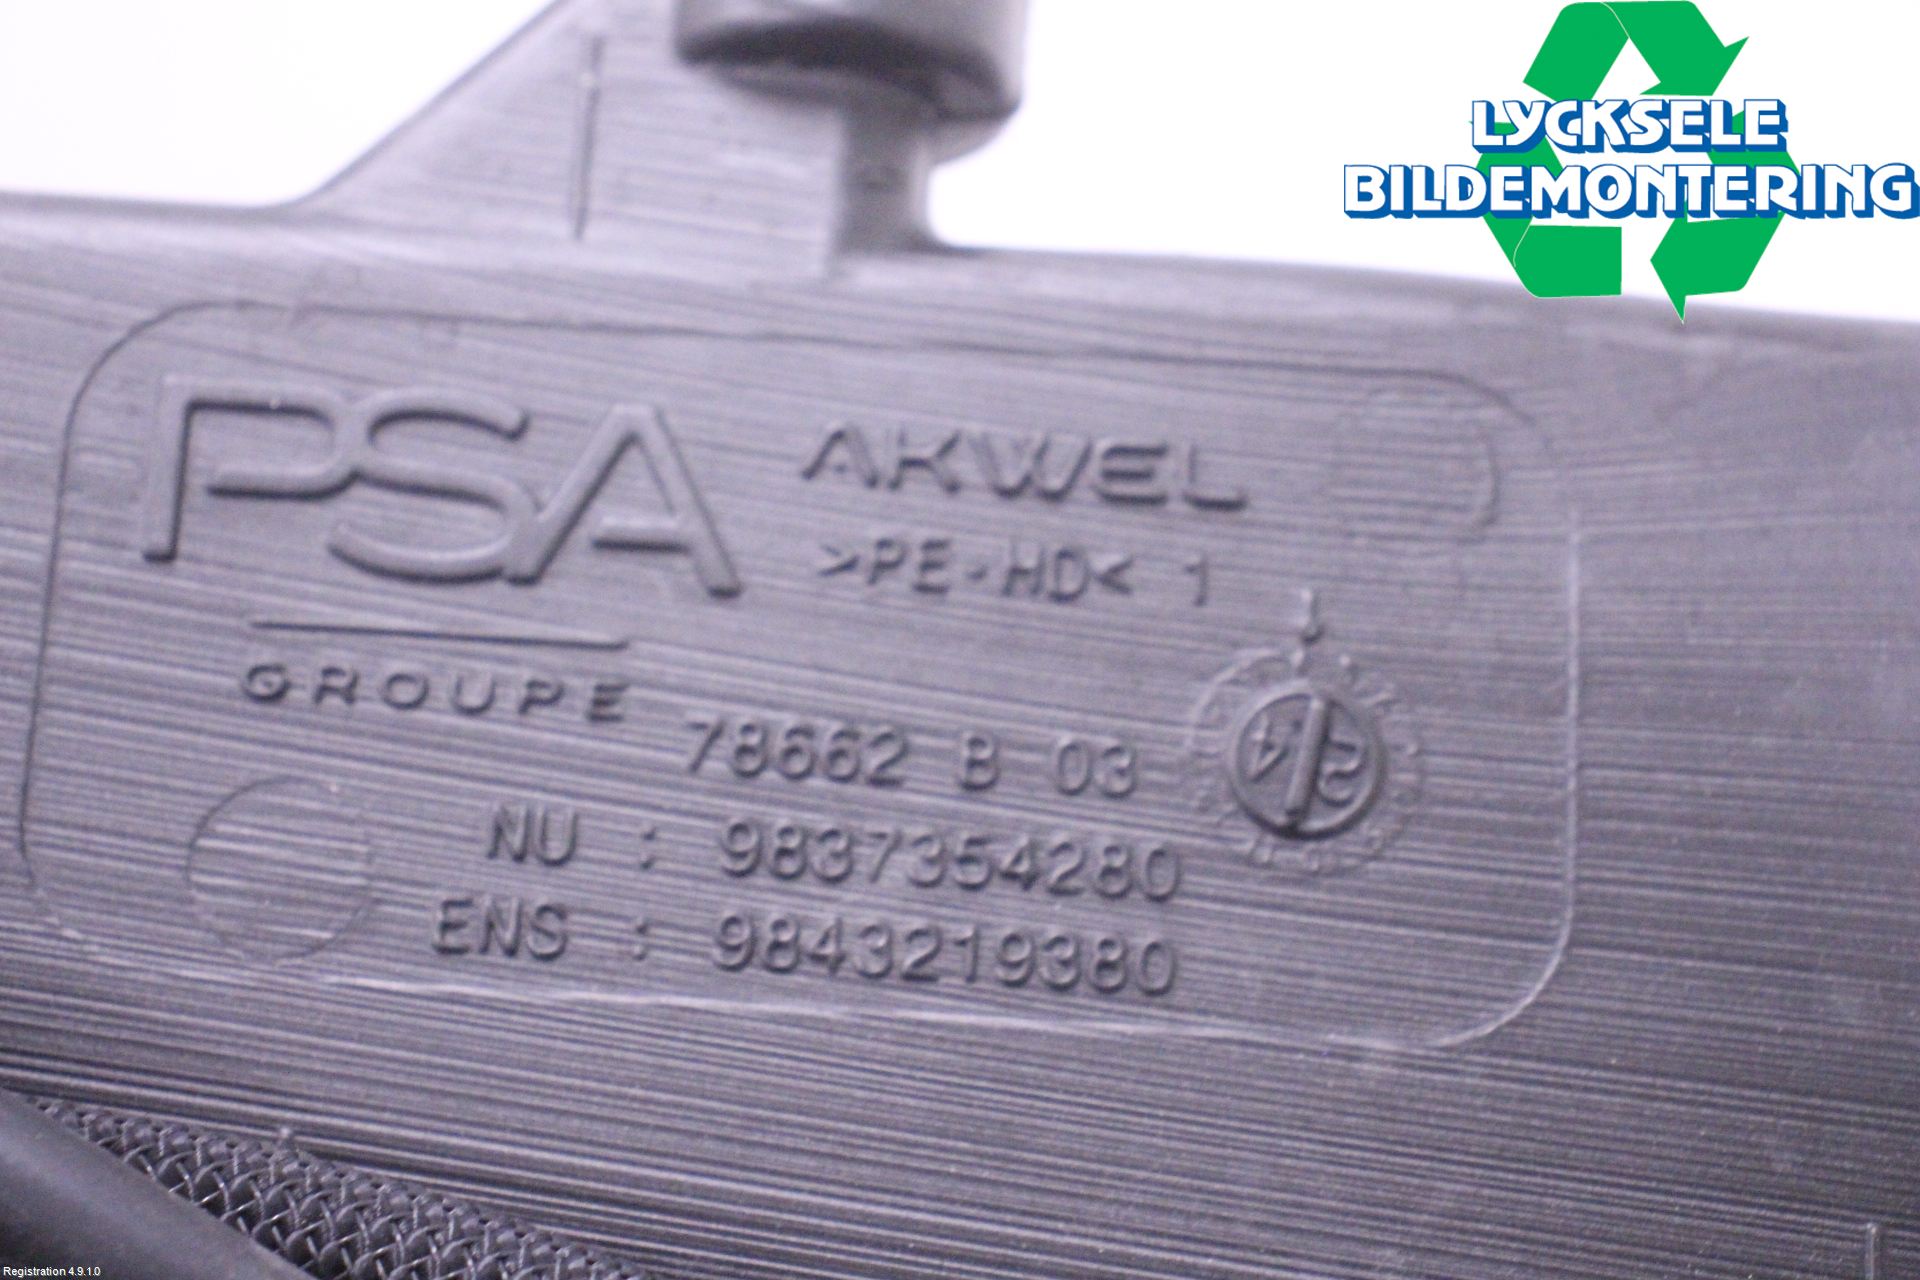 LYCKSELE
BILDEMONTERING
PSA
GROUPE
AKWEL
>PE-HD< 1
78662 B 03
NU : 9837354280
ENS : 9843219380
Registration 4.9.1.0